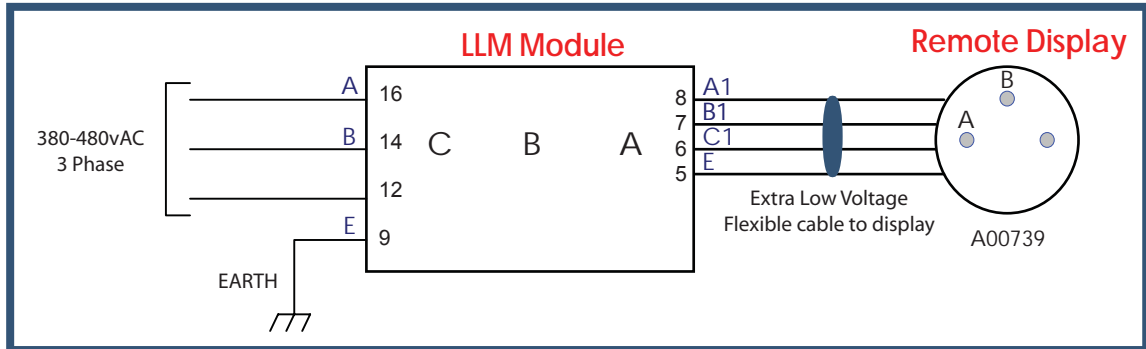 LLM Module
Remote Display
380-480vAC
3 Phase
A
16
B
14
12
E
9
EARTH
C B A
8
A1
7
B1
6
C1
5
E
Extra Low Voltage
Flexible cable to display
B
A
A00739